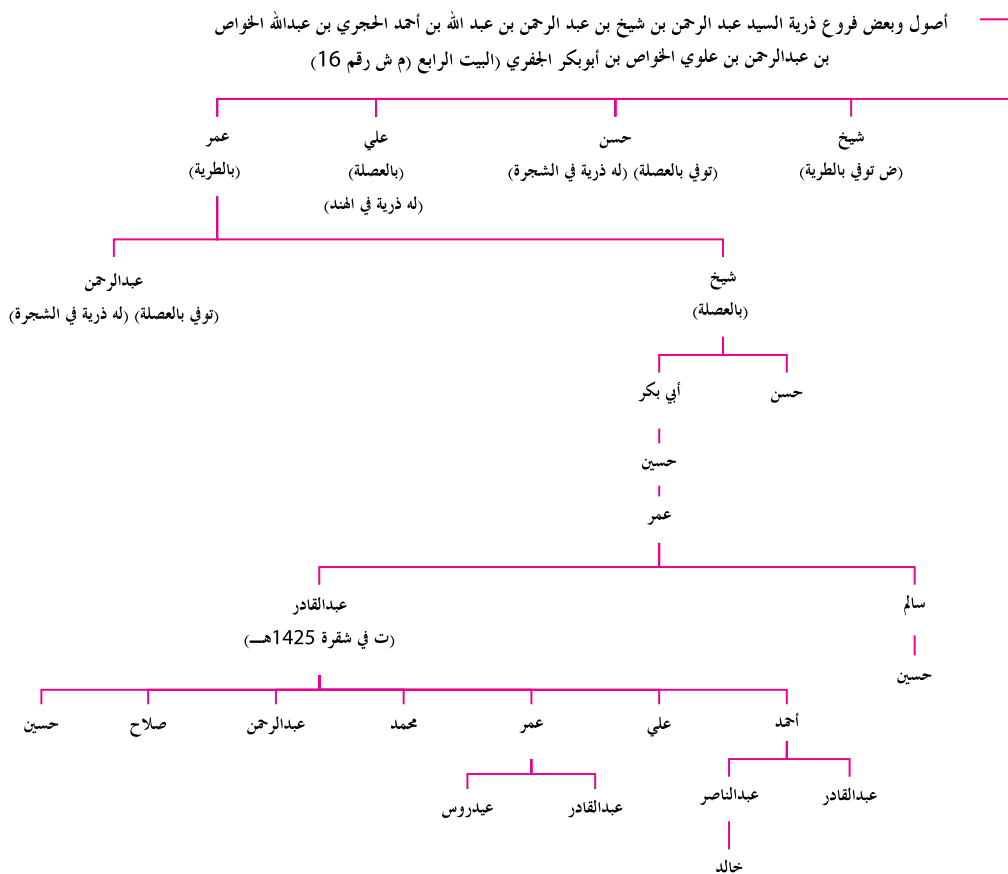 أصول وبعض فروع ذرية السيد عبد الرحمن بن شيخ بن عبد الرحمن بن عبد الله بن أحمد الحجري بن عبدالله الخواص
بن عبدالرحمن بن علوي الخواص بن أبوبكر الجفري (البيت الرابع (م ش رقم 16)
شيخ
(ض توفي بالطرية)
حسن
(توفي بالعصلة) (له ذرية في الشجرة)
علي
(بالعصلة)
(له ذرية في الهند)
عمر
(بالطرية)
شيخ
(بالعصلة)
عبدالرحمن
(توفي بالعصلة) (له ذرية في الشجرة)
حسن
أبي بكر
حسين
عمر
سالم
حسين
عبدالقادر
(ت في شقرة 1425هـــ)
أحمد
علي
عمر
محمد
عبدالرحمن
صلاح
حسين
عبدالقادر
عبدالناصر
عبدالقادر
عيدروس
خالد